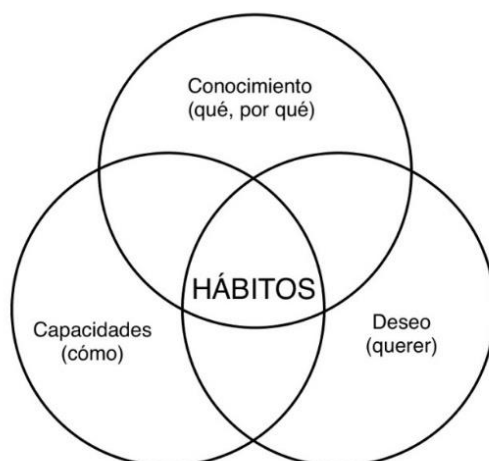 Conocimiento
(qué, por qué)
HÁBITOS
Capacidades
(cómo)
Deseo
(querer)